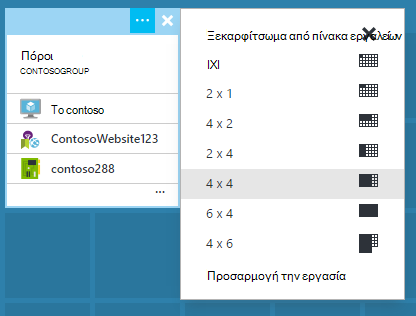 ...
Πόροι
CONTOSOGROUP
Το contoso
ContosoWebsite123
contoso288
...
Ξεκαρφίτσωμα από πίνακα εργαλείων
IXI
2 x 1
4 x 2
2 x 4
4 x 4
6 x 4
4 x 6
Προσαρμογή την εργασία